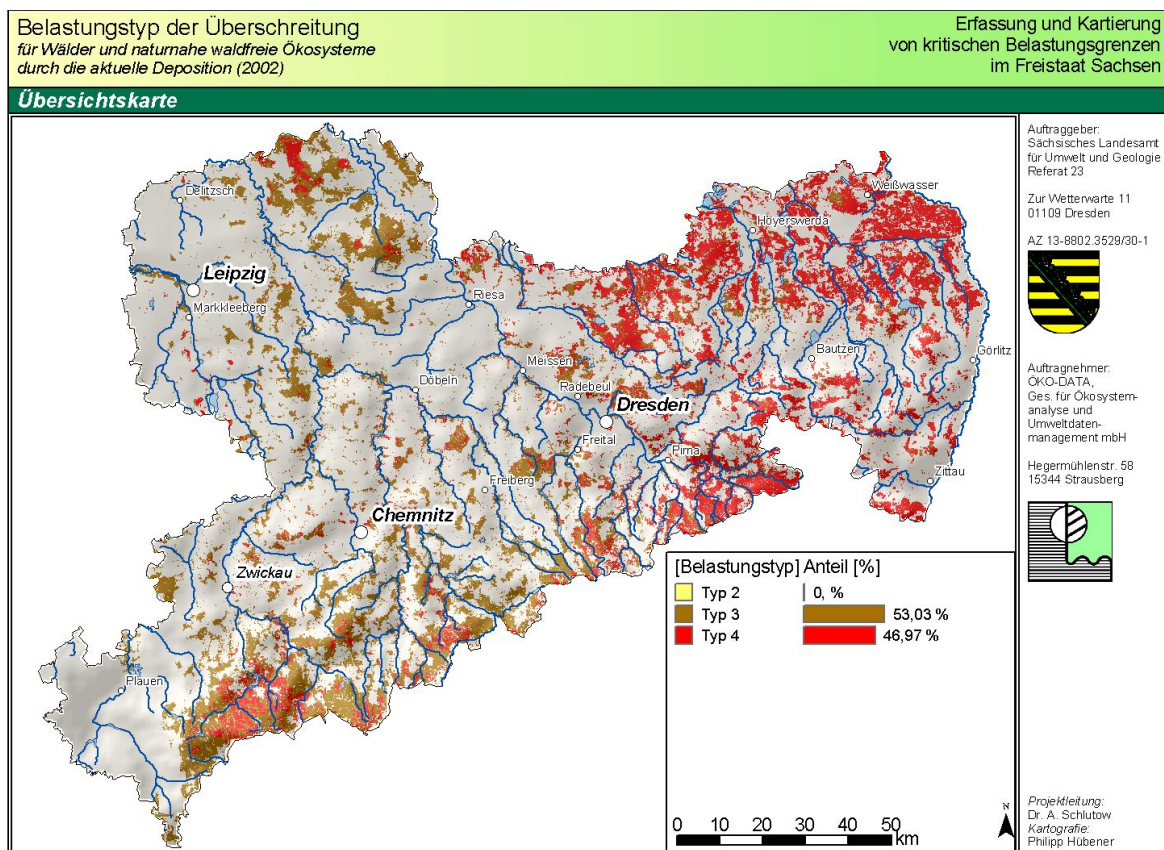 Belastungstyp der Überschreitung
für Wälder und naturnahe waldfreie Ökosysteme
durch die aktuelle Deposition (2002)
Erfassung und Kartierung
von kritischen Belastungsgrenzen
im Freistaat Sachsen
Übersichtskarte
Delitzsch
Leipzig
Markkleeberg
Riesa
Döbeln
Meissen
Radebeul
Dresden
Freital
Pirna
Freiberg
Chemnitz
Zwickau
Plauen
Hoyerswerda
Weißwasser
Bautzen
Görlitz
Zittau
[Belastungstyp] Anteil [%]
Typ 2 0, %
Typ 3 53,03 %
Typ 4 46,97 %
0 10 20 30 40 50
km
N
Auftraggeber:
Sächsisches Landesamt
für Umwelt und Geologie
Referat 23
Zur Wetterwarte 11
01109 Dresden
AZ 13-8802.3529/30-1
Auftragnehmer:
ÖKO-DATA,
Ges. für Ökosystem-
analyse und
Umweltdaten-
management mbH
Hegermühlenstr. 58
15344 Strausberg
Projektleitung:
Dr. A. Schlutow
Kartografie:
Philipp Hübener